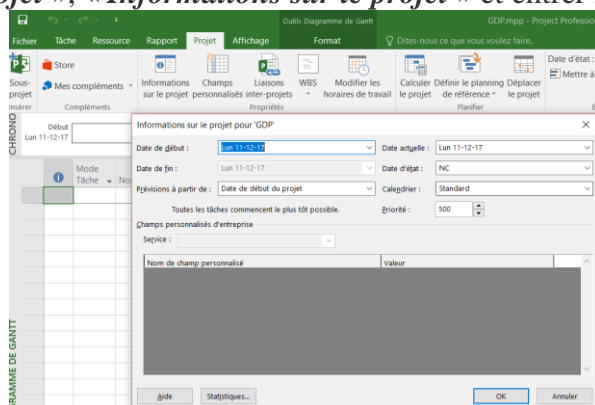 ojet », «Informations sur le projet » et entrer
Outils Diagramme de Gantt GDP.mpp - Project Profession
Fichier Tâche Ressource Rapport Projet Affichage Format Dites-nous ce que vous voulez faire.
Sous-projet
Store
Mes compléments
Informations sur le projet
Champs personnalisés
Liaisons inter-projets
WBS
Modifier les horaires de travail
Calculer le projet
Définir le planning de référence
Déplacer le projet
Date d'état :
Mettre à
Insérer Compléments Propriétés Planifier
CHRONO
Début
Lun 11-12-17
Mode Tâche
No
Informations sur le projet pour 'GDP'
Date de début : Lun 11-12-17 Date actuelle : Lun 11-12-17
Date de fin : Lun 11-12-17 Date d'état : NC
Prévisions à partir de : Date de début du projet Calendrier : Standard
Toutes les tâches commencent le plus tôt possible. Priorité : 500
Champs personnalisés d'entreprise
Service :
Nom de champ personnalisé Valeur
RAMME DE GANTT
Aide Statistiques... OK Annuler